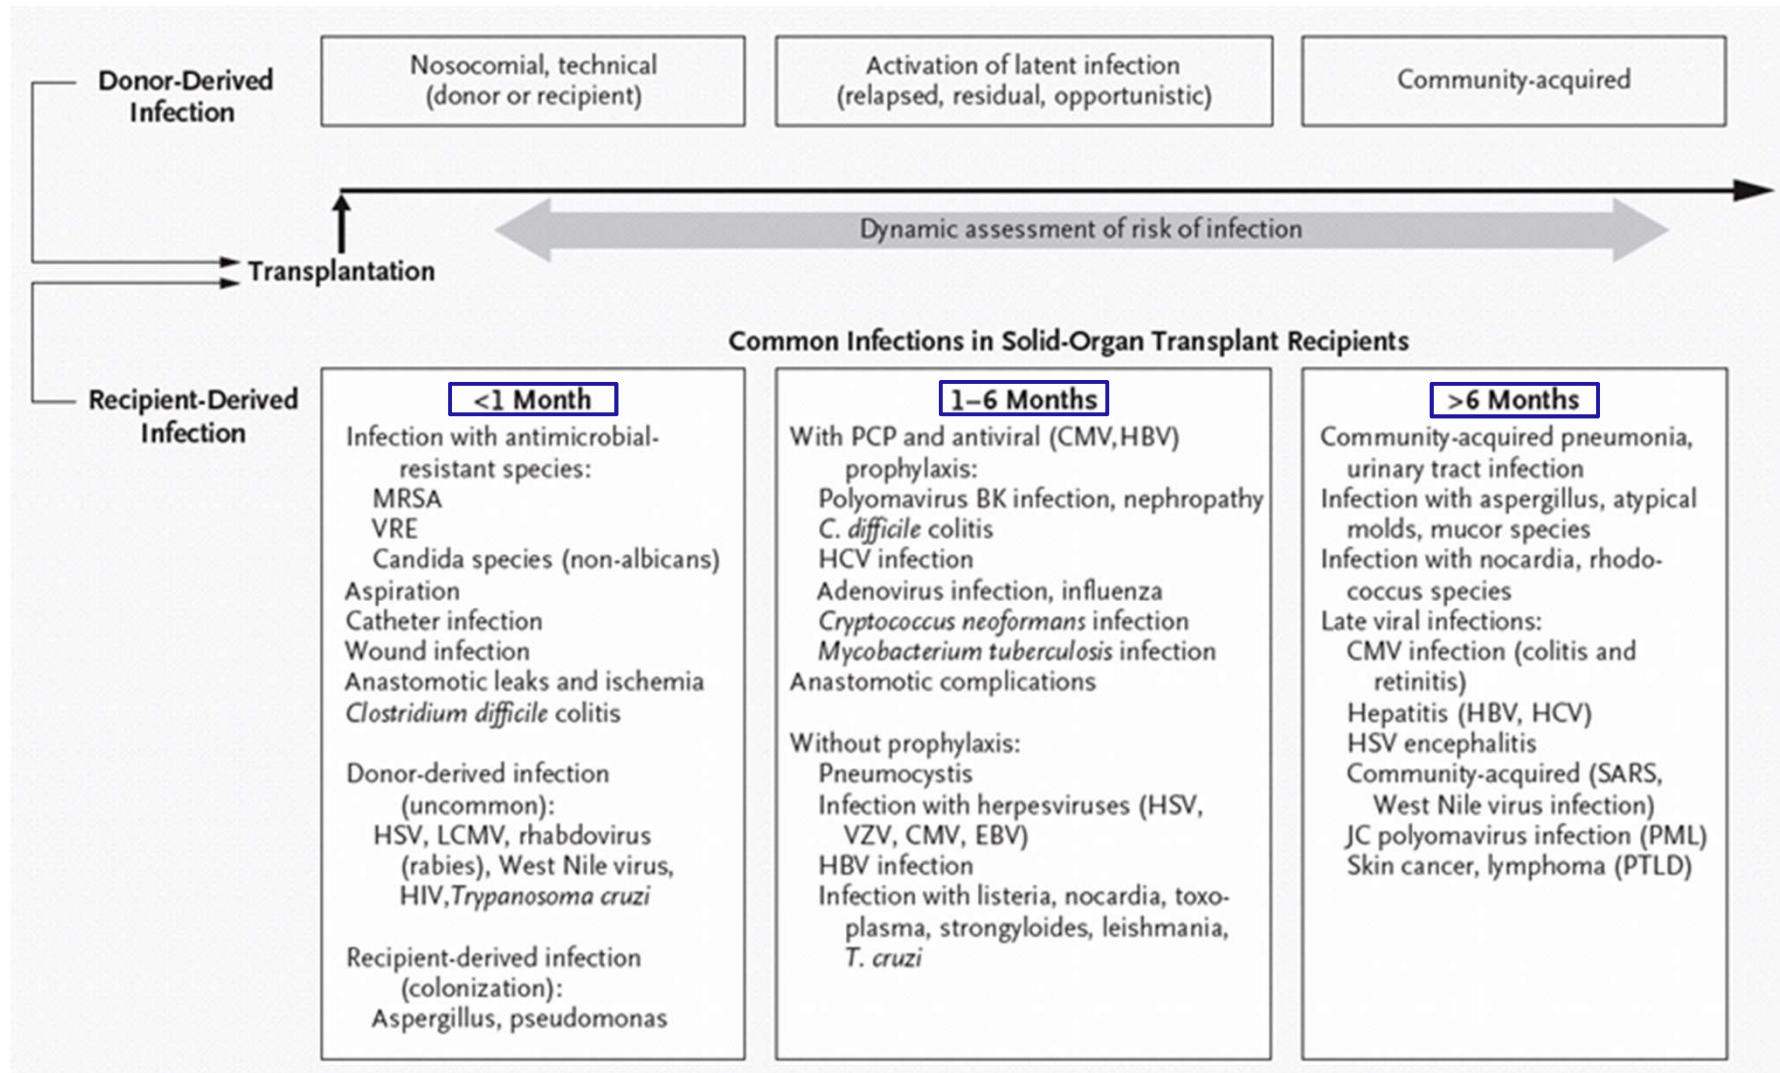 Donor-Derived
Infection
Nosocomial, technical
(donor or recipient)
Activation of latent infection
(relapsed, residual, opportunistic)
Community-acquired
Dynamic assessment of risk of infection
Transplantation
Common Infections in Solid-Organ Transplant Recipients
Recipient-Derived
Infection
<1 Month
Infection with antimicrobial-
resistant species:
MRSA
VRE
Candida species (non-albicans)
Aspiration
Catheter infection
Wound infection
Anastomotic leaks and ischemia
Clostridium difficile colitis
Donor-derived infection
(uncommon):
HSV, LCMV, rhabdovirus
(rabies), West Nile virus,
HIV,Trypanosoma cruzi
Recipient-derived infection
(colonization):
Aspergillus, pseudomonas
1–6 Months
With PCP and antiviral (CMV,HBV)
prophylaxis:
Polyomavirus BK infection, nephropathy
C. difficile colitis
HCV infection
Adenovirus infection, influenza
Cryptococcus neoformans infection
Mycobacterium tuberculosis infection
Anastomotic complications
Without prophylaxis:
Pneumocystis
Infection with herpesviruses (HSV,
VZV, CMV, EBV)
HBV infection
Infection with listeria, nocardia, toxo-
plasma, strongyloides, leishmania,
T. cruzi
>6 Months
Community-acquired pneumonia,
urinary tract infection
Infection with aspergillus, atypical
molds, mucor species
Infection with nocardia, rhodo-
coccus species
Late viral infections:
CMV infection (colitis and
retinitis)
Hepatitis (HBV, HCV)
HSV encephalitis
Community-acquired (SARS,
West Nile virus infection)
JC polyomavirus infection (PML)
Skin cancer, lymphoma (PTLD)